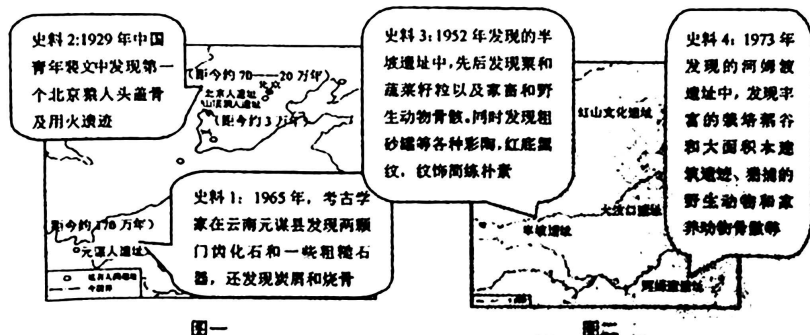 史料2:1929年中国
青年裴文中发现第一
个北京猿人头盖骨
及用火遗迹
(距今约70——20万年)
北京人遗址
山顶洞人遗址
(距今约3万年)
史料1: 1965年,考古学
家在云南元谋县发现两颗
门齿化石和一些粗糙石
器,还发现炭屑和烧骨
(距今约170万年)
元谋人遗址
图一
史料3:1952年发现的半
坡遗址中,先后发现粟和
蔬菜籽粒以及家畜和野
生动物骨骸。同时发现粗
砂罐等各种彩陶,红底黑
纹,纹饰简练朴素
史料4: 1973年
发现的河姆渡
遗址中,发现丰
富的栽培稻谷
和大面积木建
筑遗迹、猎捕的
野生动物和家
养动物骨骸等
红山文化遗址
大汶口遗址
半坡遗址
河姆渡遗址
图二